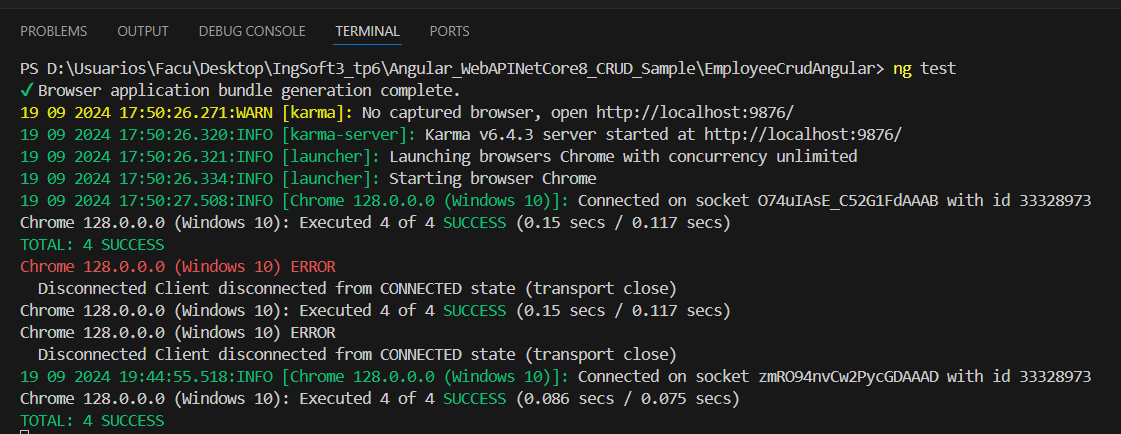 PROBLEMS OUTPUT DEBUG CONSOLE TERMINAL PORTS
PS D:\Usuarios\Facu\Desktop\IngSoft3_tp6\Angular_WebAPINetCore8_CRUD_Sample\EmployeeCrudAngular> ng test
✓ Browser application bundle generation complete.
19 09 2024 17:50:26.271:WARN [karma]: No captured browser, open http://localhost:9876/
19 09 2024 17:50:26.320:INFO [karma-server]: Karma v6.4.3 server started at http://localhost:9876/
19 09 2024 17:50:26.321:INFO [launcher]: Launching browsers Chrome with concurrency unlimited
19 09 2024 17:50:26.334:INFO [launcher]: Starting browser Chrome
19 09 2024 17:50:27.508:INFO [Chrome 128.0.0.0 (Windows 10)]: Connected on socket O74uIAsE_C52G1FdAAAB with id 33328973
Chrome 128.0.0.0 (Windows 10): Executed 4 of 4 SUCCESS (0.15 secs / 0.117 secs)
TOTAL: 4 SUCCESS
Chrome 128.0.0.0 (Windows 10) ERROR
  Disconnected Client disconnected from CONNECTED state (transport close)
Chrome 128.0.0.0 (Windows 10): Executed 4 of 4 SUCCESS (0.15 secs / 0.117 secs)
Chrome 128.0.0.0 (Windows 10) ERROR
  Disconnected Client disconnected from CONNECTED state (transport close)
19 09 2024 19:44:55.518:INFO [Chrome 128.0.0.0 (Windows 10)]: Connected on socket zmRO94nvCw2PycGDAAAD with id 33328973
Chrome 128.0.0.0 (Windows 10): Executed 4 of 4 SUCCESS (0.086 secs / 0.075 secs)
TOTAL: 4 SUCCESS